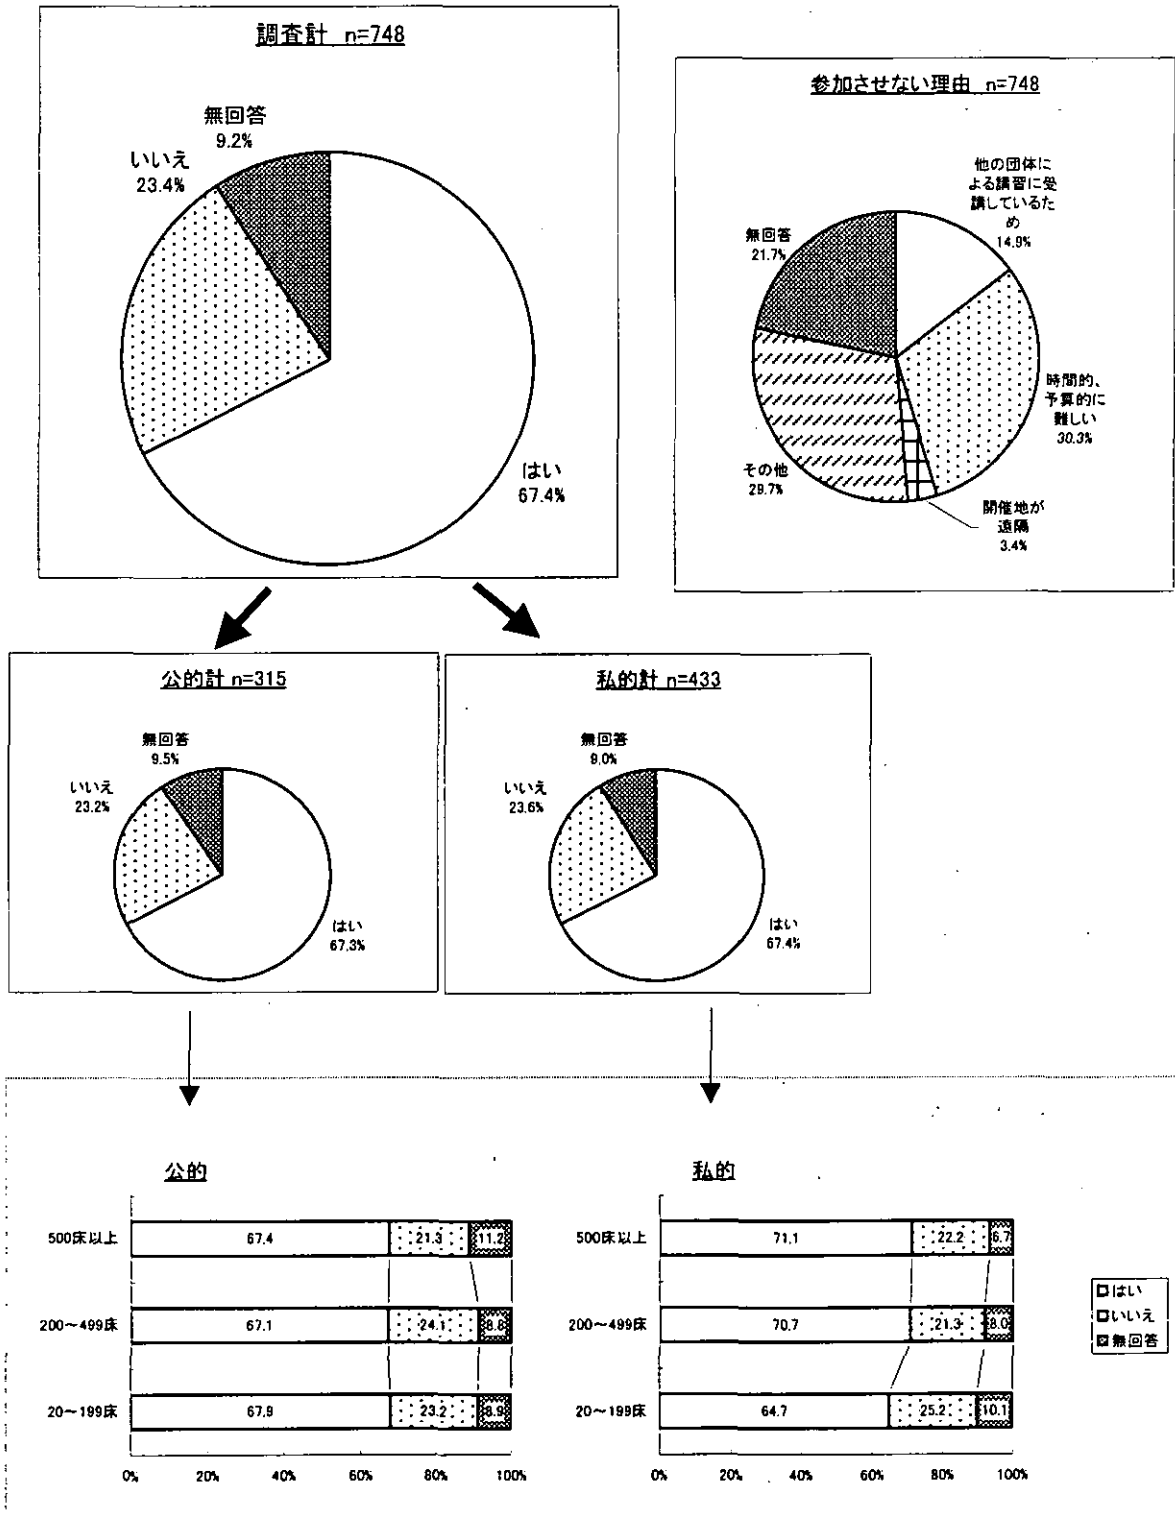 調査計 n=748
無回答
9.2%
いいえ
23.4%
はい
67.4%
参加させない理由 n=748
他の団体に
よる講習に受
講しているた
め
14.9%
時間的、
予算的に
難しい
30.3%
開催地が
遠隔
3.4%
その他
29.7%
無回答
21.7%
公的計 n=315
無回答
9.5%
いいえ
23.2%
はい
67.3%
私的計 n=433
無回答
9.0%
いいえ
23.6%
はい
67.4%
公的
500床以上 67.4 21.3 11.2
200～499床 67.1 24.1 8.8
20～199床 67.9 23.2 8.9
0% 20% 40% 60% 80% 100%
私的
500床以上 71.1 22.2 6.7
200～499床 70.7 21.3 8.0
20～199床 64.7 25.2 10.1
0% 20% 40% 60% 80% 100%
はい
いいえ
無回答